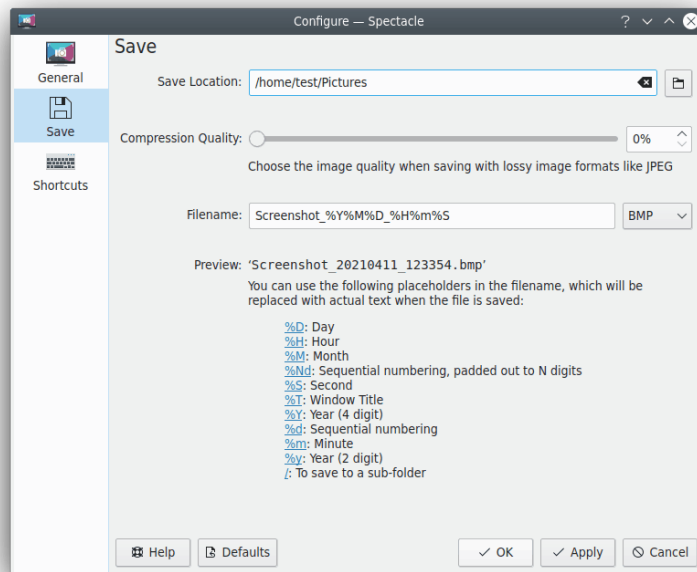 Configure — Spectacle
General
Save
Shortcuts
Save
Save Location: /home/test/Pictures
Compression Quality: 0%
Choose the image quality when saving with lossy image formats like JPEG
Filename: Screenshot_%Y%M%D_%H%m%S BMP
Preview: ‘Screenshot_20210411_123354.bmp’
You can use the following placeholders in the filename, which will
replaced with actual text when the file is saved:
%D: Day
%H: Hour
%M: Month
%Nd: Sequential numbering, padded out to N digits
%S: Second
%T: Window Title
%Y: Year (4 digit)
%d: Sequential numbering
%m: Minute
%y: Year (2 digit)
/: To save to a sub-folder
Help Defaults OK Apply Cancel